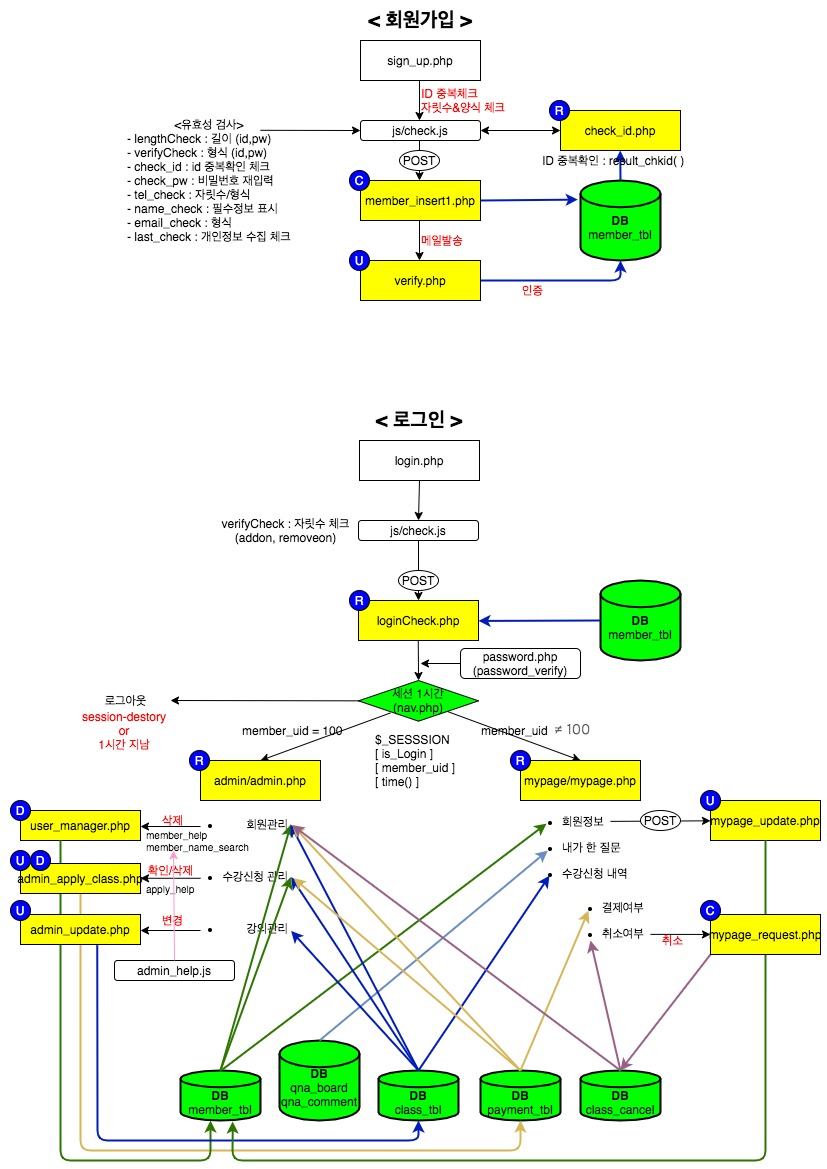 < 회원가입 >
sign_up.php
ID 중복체크
자릿수&양식 체크
<유효성 검사>
- lengthCheck : 길이 (id,pw)
- verifyCheck : 형식 (id,pw)
- check_id : id 중복확인 체크
- check_pw : 비밀번호 재입력
- tel_check : 자릿수/형식
- name_check : 필수정보 표시
- email_check : 형식
- last_check : 개인정보 수집 체크
js/check.js
R
check_id.php
POST
ID 중복확인 : result_chkid( )
C
member_insert1.php
DB
member_tbl
메일발송
U
verify.php
인증
< 로그인 >
login.php
verifyCheck : 자릿수 체크
(addon, removeon)
js/check.js
POST
R
loginCheck.php
DB
member_tbl
password.php
(password_verify)
세션 1시간
(nav.php)
로그아웃
session-destory
or
1시간 지남
member_uid = 100
member_uid ≠ 100
$_SESSSION
[ is_Login ]
[ member_uid ]
[ time() ]
R
admin/admin.php
R
mypage/mypage.php
D
user_manager.php
삭제
member_help
member_name_search
회원관리
U D
admin_apply_class.php
확인/삭제
apply_help
수강신청 관리
U
admin_update.php
변경
강의관리
admin_help.js
회원정보
POST
U
mypage_update.php
내가 한 질문
수강신청 내역
결제여부
취소여부
취소
C
mypage_request.php
DB
member_tbl
DB
qna_board
qna_comment
DB
class_tbl
DB
payment_tbl
DB
class_cancel